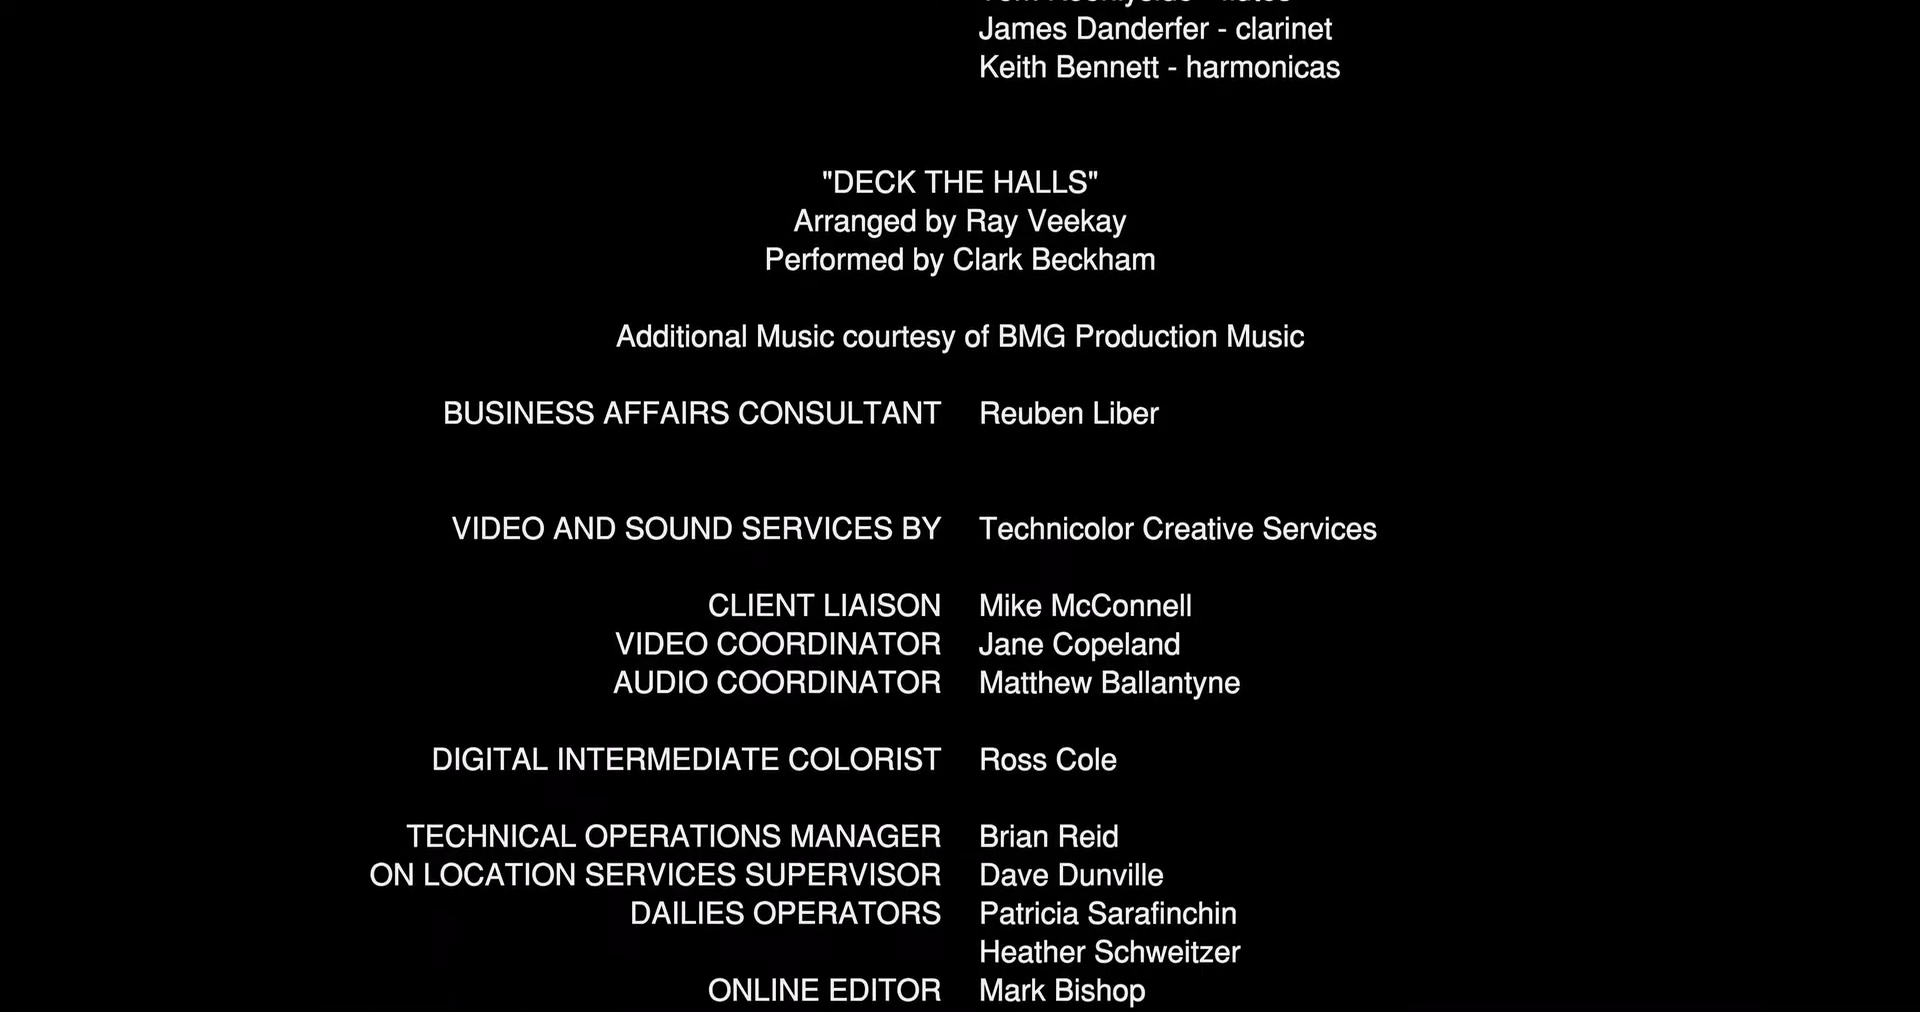 James Danderfer - clarinet
Keith Bennett - harmonicas
"DECK THE HALLS"
Arranged by Ray Veekay
Performed by Clark Beckham
Additional Music courtesy of BMG Production Music
BUSINESS AFFAIRS CONSULTANT Reuben Liber
VIDEO AND SOUND SERVICES BY Technicolor Creative Services
CLIENT LIAISON Mike McConnell
VIDEO COORDINATOR Jane Copeland
AUDIO COORDINATOR Matthew Ballantyne
DIGITAL INTERMEDIATE COLORIST Ross Cole
TECHNICAL OPERATIONS MANAGER Brian Reid
ON LOCATION SERVICES SUPERVISOR Dave Dunville
DAILIES OPERATORS Patricia Sarafinchin
Heather Schweitzer
ONLINE EDITOR Mark Bishop